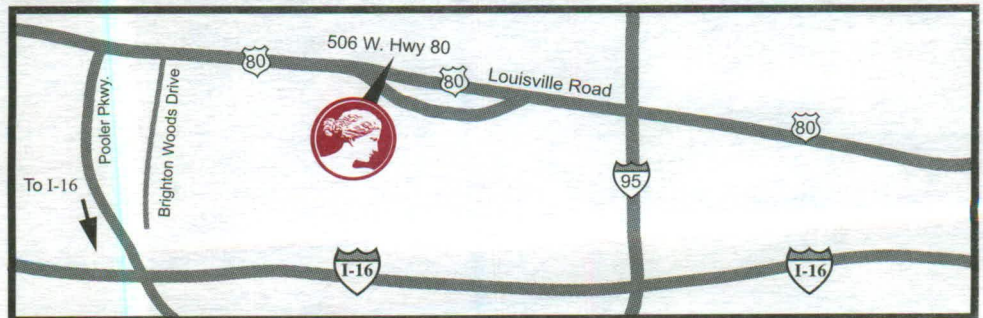 506 W. Hwy 80
80
80
Louisville Road
80
Pooler Pkwy.
Brighton Woods Drive
To I-16
95
I-16
I-16